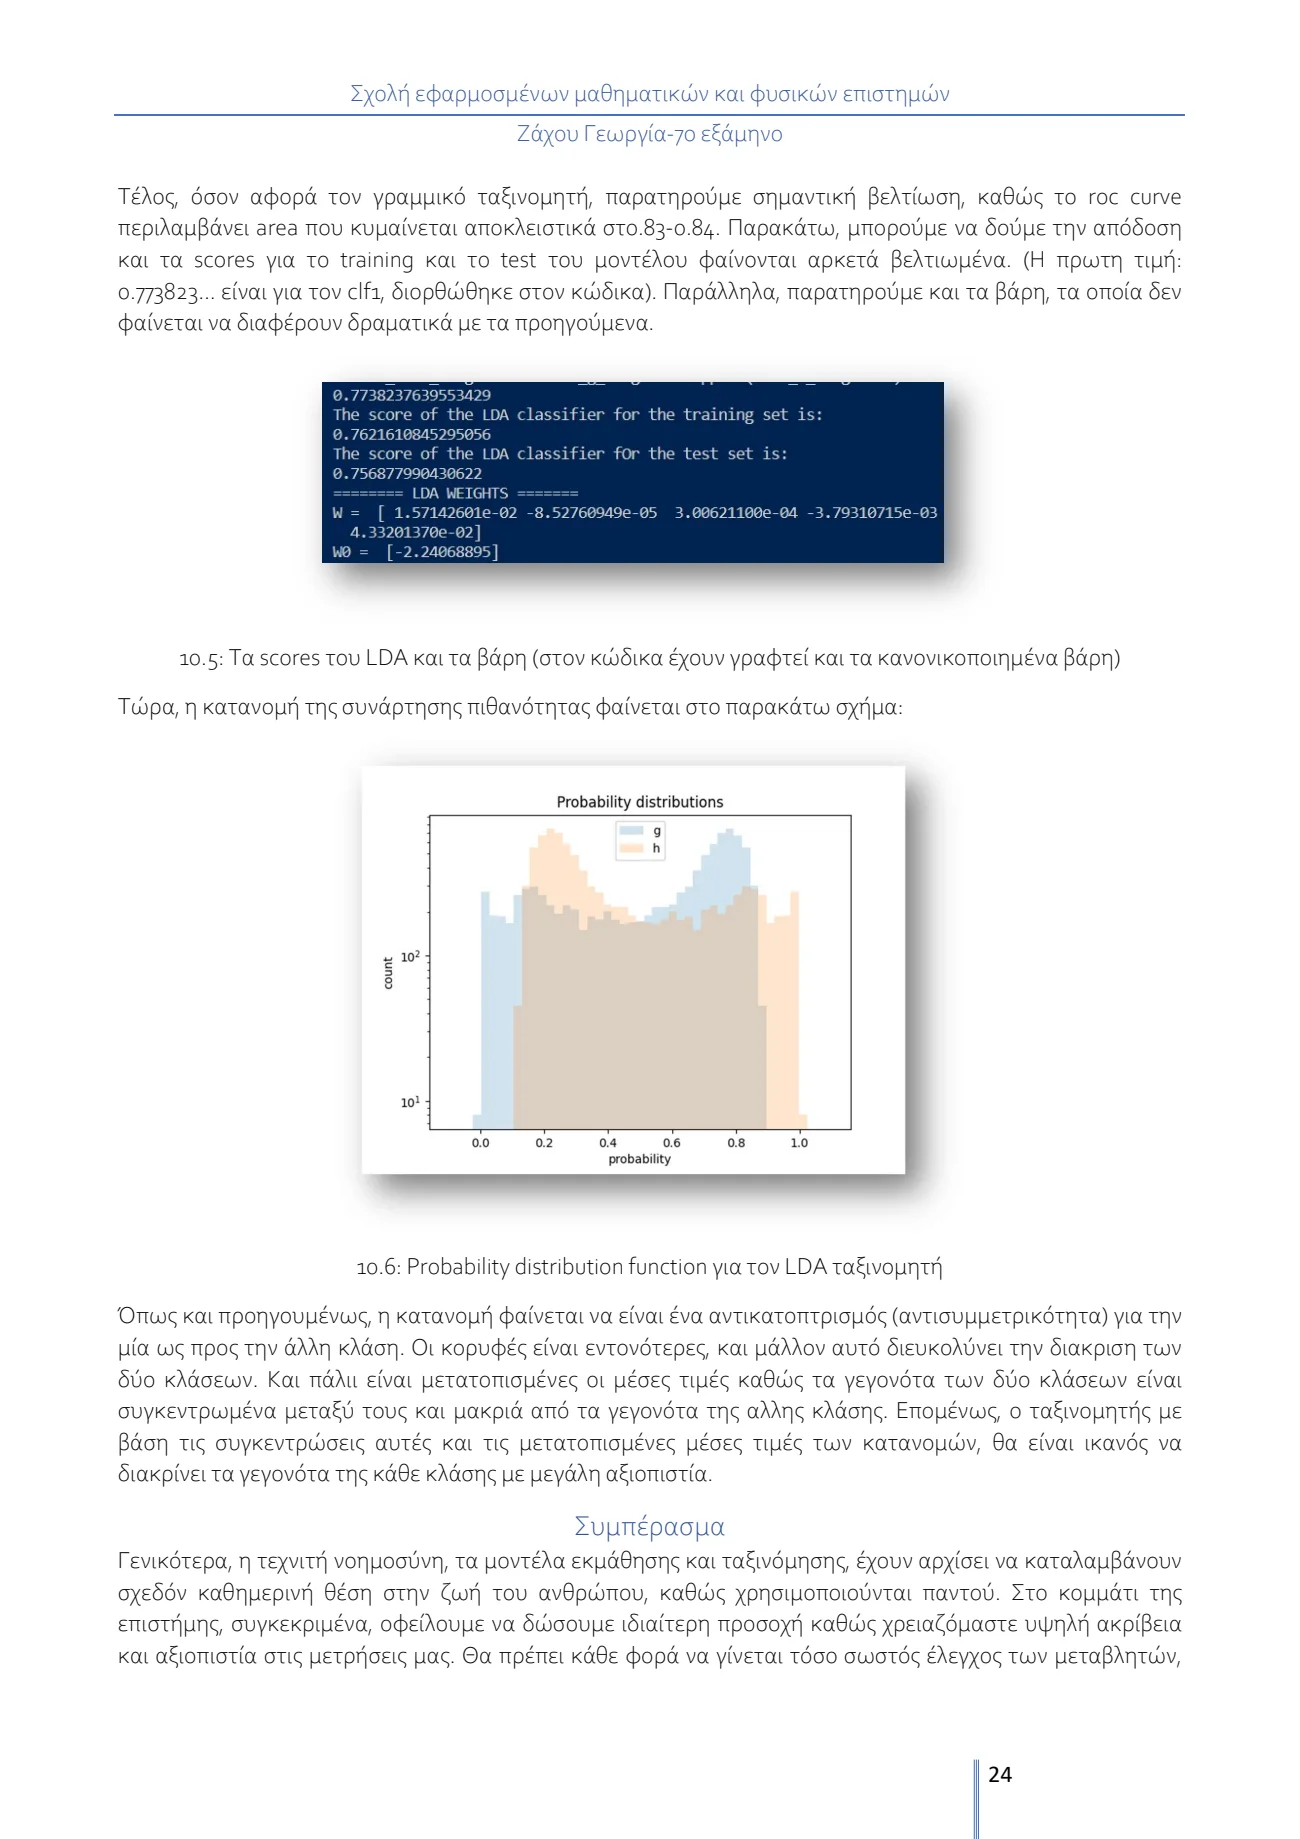 Σχολή εφαρμοσμένων μαθηματικών και φυσικών επιστημών
Ζάχου Γεωργία-7ο εξάμηνο
Τέλος, όσον αφορά τον γραμμικό ταξινομητή, παρατηρούμε σημαντική βελτίωση, καθώς το roc curve
περιλαμβάνει area που κυμαίνεται αποκλειστικά στο.83-0.84. Παρακάτω, μπορούμε να δούμε την απόδοση
και τα scores για το training και το test του μοντέλου φαίνονται αρκετά βελτιωμένα. (Η πρωτη τιμή:
0.773823... είναι για τον clf1, διορθώθηκε στον κώδικα). Παράλληλα, παρατηρούμε και τα βάρη, τα οποία δεν
φαίνεται να διαφέρουν δραματικά με τα προηγούμενα.
0.7738237639553429
The score of the LDA classifier for the training set is:
0.7621610845295056
The score of the LDA classifier fOr the test set is:
0.756877990430622
======== LDA WEIGHTS =======
W =  [ 1.57142601e-02 -8.52760949e-05  3.00621100e-04 -3.79310715e-03
4.33201370e-02]
W0 =  [-2.24068895]
10.5: Τα scores του LDA και τα βάρη (στον κώδικα έχουν γραφτεί και τα κανονικοποιημένα βάρη)
Τώρα, η κατανομή της συνάρτησης πιθανότητας φαίνεται στο παρακάτω σχήμα:
Probability distributions
g
h
count
10²
10¹
0.0 0.2 0.4 0.6 0.8 1.0
probability
10.6: Probability distribution function για τον LDA ταξινομητή
Όπως και προηγουμένως, η κατανομή φαίνεται να είναι ένα αντικατοπτρισμός (αντισυμμετρικότητα) για την
μία ως προς την άλλη κλάση. Οι κορυφές είναι εντονότερες, και μάλλον αυτό διευκολύνει την διακριση των
δύο κλάσεων. Και πάλιι είναι μετατοπισμένες οι μέσες τιμές καθώς τα γεγονότα των δύο κλάσεων είναι
συγκεντρωμένα μεταξύ τους και μακριά από τα γεγονότα της αλλης κλάσης. Επομένως, ο ταξινομητής με
βάση τις συγκεντρώσεις αυτές και τις μετατοπισμένες μέσες τιμές των κατανομών, θα είναι ικανός να
διακρίνει τα γεγονότα της κάθε κλάσης με μεγάλη αξιοπιστία.
Συμπέρασμα
Γενικότερα, η τεχνιτή νοημοσύνη, τα μοντέλα εκμάθησης και ταξινόμησης, έχουν αρχίσει να καταλαμβάνουν
σχεδόν καθημερινή θέση στην ζωή του ανθρώπου, καθώς χρησιμοποιούνται παντού. Στο κομμάτι της
επιστήμης, συγκεκριμένα, οφείλουμε να δώσουμε ιδιαίτερη προσοχή καθώς χρειαζόμαστε υψηλή ακρίβεια
και αξιοπιστία στις μετρήσεις μας. Θα πρέπει κάθε φορά να γίνεται τόσο σωστός έλεγχος των μεταβλητών,
24